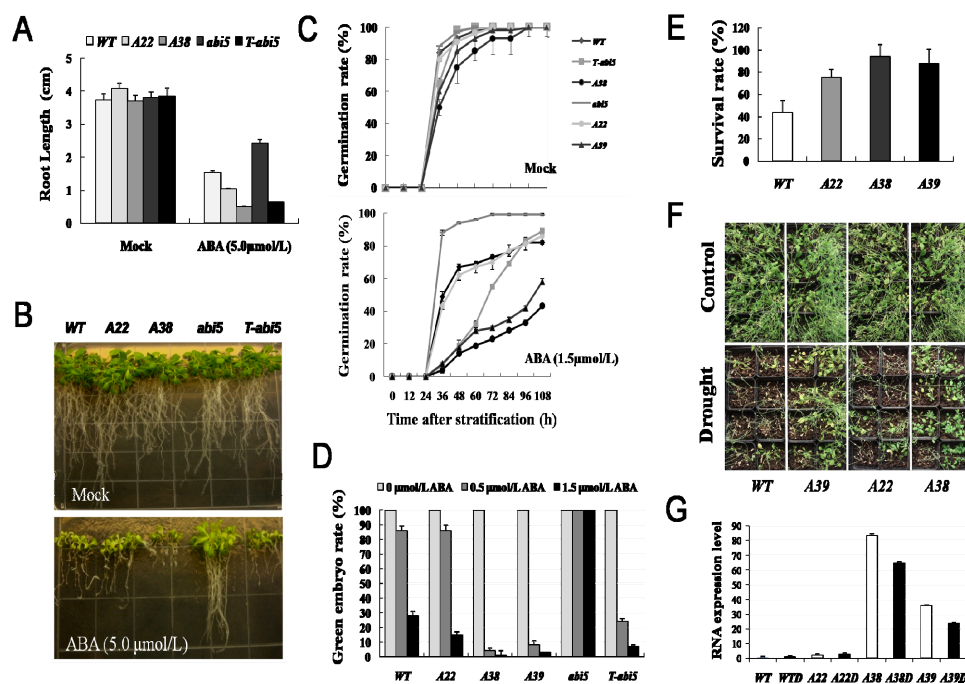 A
WT A22 A38 abi5 T-abi5
Root Length (cm)
5
4
3
2
1
0
Mock ABA (5.0µmol/L)
B
WT A22 A38 abi5 T-abi5
Mock
ABA (5.0 µmol/L)
C
Germination rate (%)
100
80
60
40
20
0
WT
T-abi5
A38
abi5
A22
A39
Mock
Germination rate (%)
100
80
60
40
20
0
ABA (1.5µmol/L)
0 12 24 36 48 60 72 84 96 108
Time after stratification (h)
D
0 µmol/LABA 0.5 µmol/LABA 1.5 µmol/LABA
Green embryo rate (%)
100
90
80
70
60
50
40
30
20
10
0
WT A22 A38 A39 abi5 T-abi5
E
Survival rate (%)
120
100
80
60
40
20
0
WT A22 A38 A39
F
Control
Drought
WT A39 A22 A38
G
RNA expression level
90
80
70
60
50
40
30
20
10
0
WT WTD A22 A22D A38 A38D A39 A39D